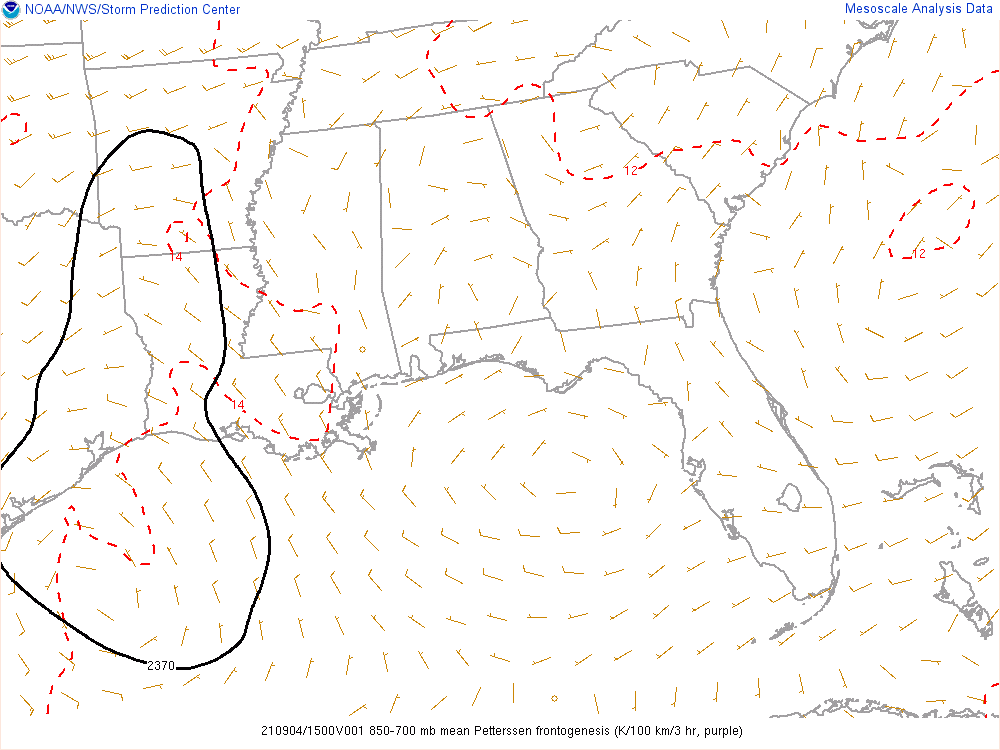 NOAA/NWS/Storm Prediction Center
Mesoscale Analysis Data
12
12
14
14
2370
210904/1500V001 850-700 mb mean Petterssen frontogenesis (K/100 km/3 hr, purple)